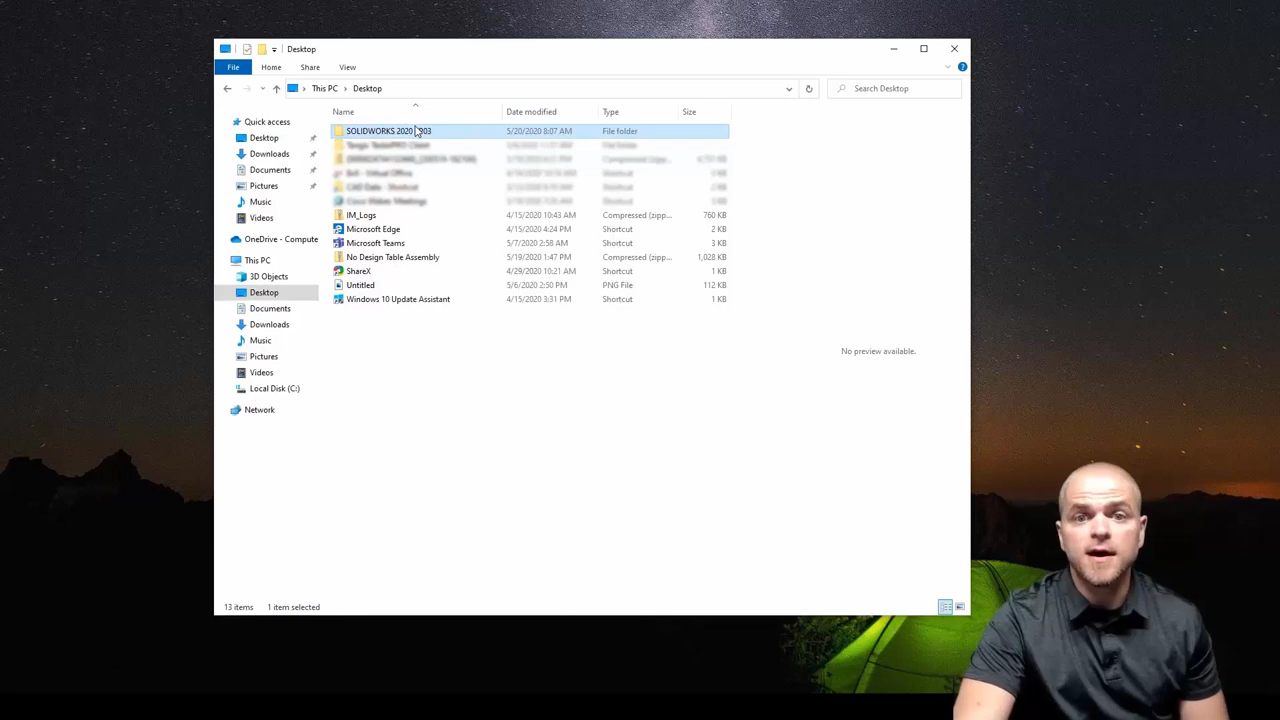 Desktop
File Home Share View
This PC Desktop Search Desktop
Name Date modified Type Size
Quick access
Desktop
Downloads
Documents
Pictures
Music
Videos
OneDrive - Compute
This PC
3D Objects
Desktop
Documents
Downloads
Music
Pictures
Videos
Local Disk (C:)
Network
SOLIDWORKS 2020 5/20/2020 8:07 AM File folder
IM_Logs 4/15/2020 10:43 AM Compressed (zipp... 760 KB
Microsoft Edge 4/15/2020 4:24 PM Shortcut 2 KB
Microsoft Teams 5/7/2020 2:58 AM Shortcut 3 KB
No Design Table Assembly 5/19/2020 1:47 PM Compressed (zipp... 1,028 KB
ShareX 4/29/2020 10:21 AM Shortcut 1 KB
Untitled 5/6/2020 2:50 PM PNG File 112 KB
Windows 10 Update Assistant 4/15/2020 3:31 PM Shortcut 1 KB
No preview available.
13 items 1 item selected